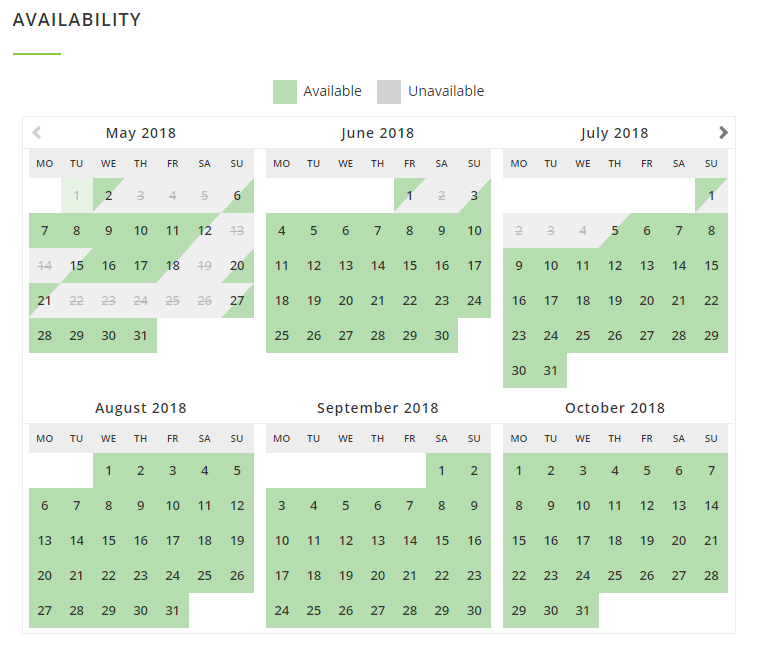 AVAILABILITY
Available Unavailable
May 2018 June 2018 July 2018
MO TU WE TH FR SA SU MO TU WE TH FR SA SU MO TU WE TH FR SA SU
1 2 3 4 5 6 1 2 3 1
7 8 9 10 11 12 13 4 5 6 7 8 9 10 2 3 4 5 6 7 8
14 15 16 17 18 19 20 11 12 13 14 15 16 17 9 10 11 12 13 14 15
21 22 23 24 25 26 27 18 19 20 21 22 23 24 16 17 18 19 20 21 22
28 29 30 31 25 26 27 28 29 30 23 24 25 26 27 28 29
30 31
August 2018 September 2018 October 2018
MO TU WE TH FR SA SU MO TU WE TH FR SA SU MO TU WE TH FR SA SU
1 2 3 4 5 1 2 1 2 3 4 5 6 7
6 7 8 9 10 11 12 3 4 5 6 7 8 9 8 9 10 11 12 13 14
13 14 15 16 17 18 19 10 11 12 13 14 15 16 15 16 17 18 19 20 21
20 21 22 23 24 25 26 17 18 19 20 21 22 23 22 23 24 25 26 27 28
27 28 29 30 31 24 25 26 27 28 29 30 29 30 31